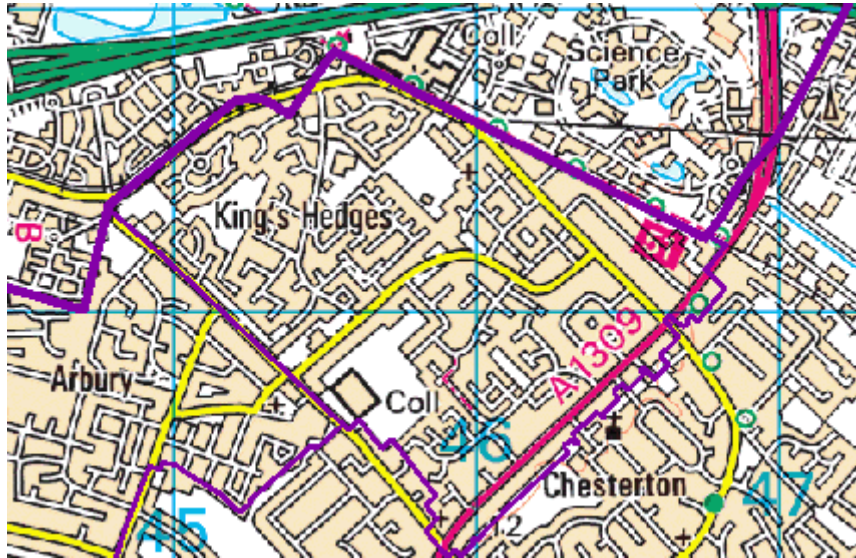 Coll
Science
Park
King's Hedges
B
P&R
A1309
Arbury
Coll
46
Chesterton
47
45
12